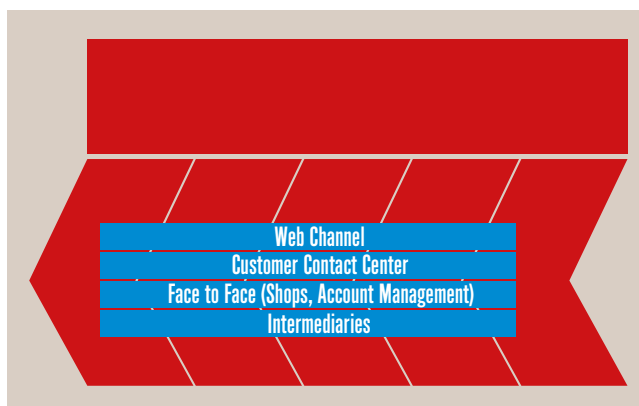 Web Channel
Customer Contact Center
Face to Face (Shops, Account Management)
Intermediaries